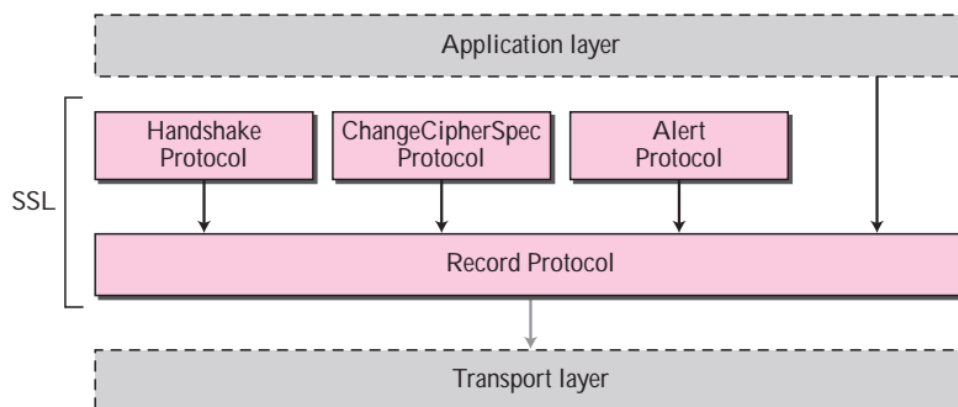 Application layer
Handshake
Protocol
ChangeCipherSpec
Protocol
Alert
Protocol
SSL
Record Protocol
Transport layer